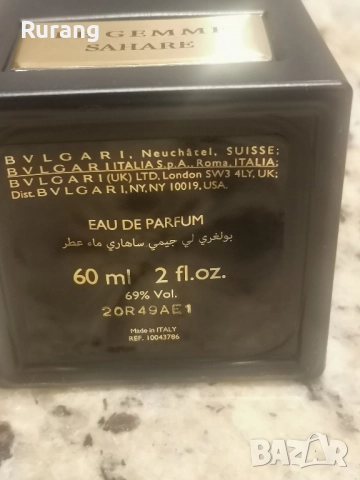 Rurang
GEMME
SAHARE
BVLGARI, Neuchâtel, SUISSE;
BVLGARI ITALIA S.p.A., Roma, ITALIA;
BVLGARI (UK) LTD, London SW3 4LY, UK;
Dist. BVLGARI, NY, NY 10019, USA.
EAU DE PARFUM
بولغري لي جيمي ساهاري ماء عطر
60 ml 2 fl.oz.
69% Vol.
20R49AE1
Made in ITALY
REF. 10043786
BAZAR